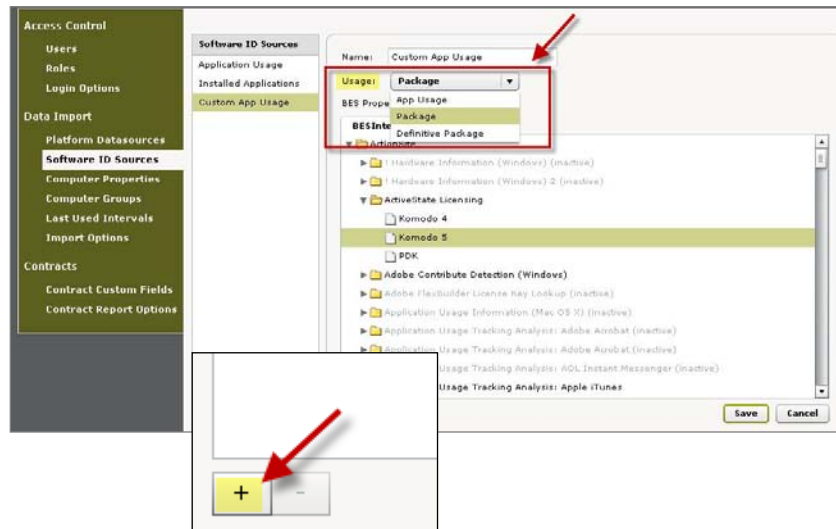 Access Control
Users
Roles
Login Options
Data Import
Platform Datasources
Software ID Sources
Computer Properties
Computer Groups
Last Used Intervals
Import Options
Contracts
Contract Custom Fields
Contract Report Options
Software ID Sources
Application Usage
Installed Applications
Custom App Usage
Name: Custom App Usage
Usage: Package
App Usage
Package
Definitive Package
BES Prope
BESInte
ActionSite
! Hardware Information (Windows) (inactive)
! Hardware Information (Windows) 2 (inactive)
ActiveState Licensing
Komodo 4
Komodo 5
PDK
Adobe Contribute Detection (Windows)
Adobe FlexBuilder License Key Lookup (inactive)
Application Usage Information (Mac OS X) (inactive)
Application Usage Tracking Analysis: Adobe Acrobat (inactive)
Application Usage Tracking Analysis: Adobe Acrobat (inactive)
Usage Tracking Analysis: AOL Instant Messenger (inactive)
Usage Tracking Analysis: Apple iTunes
Save Cancel
+ -